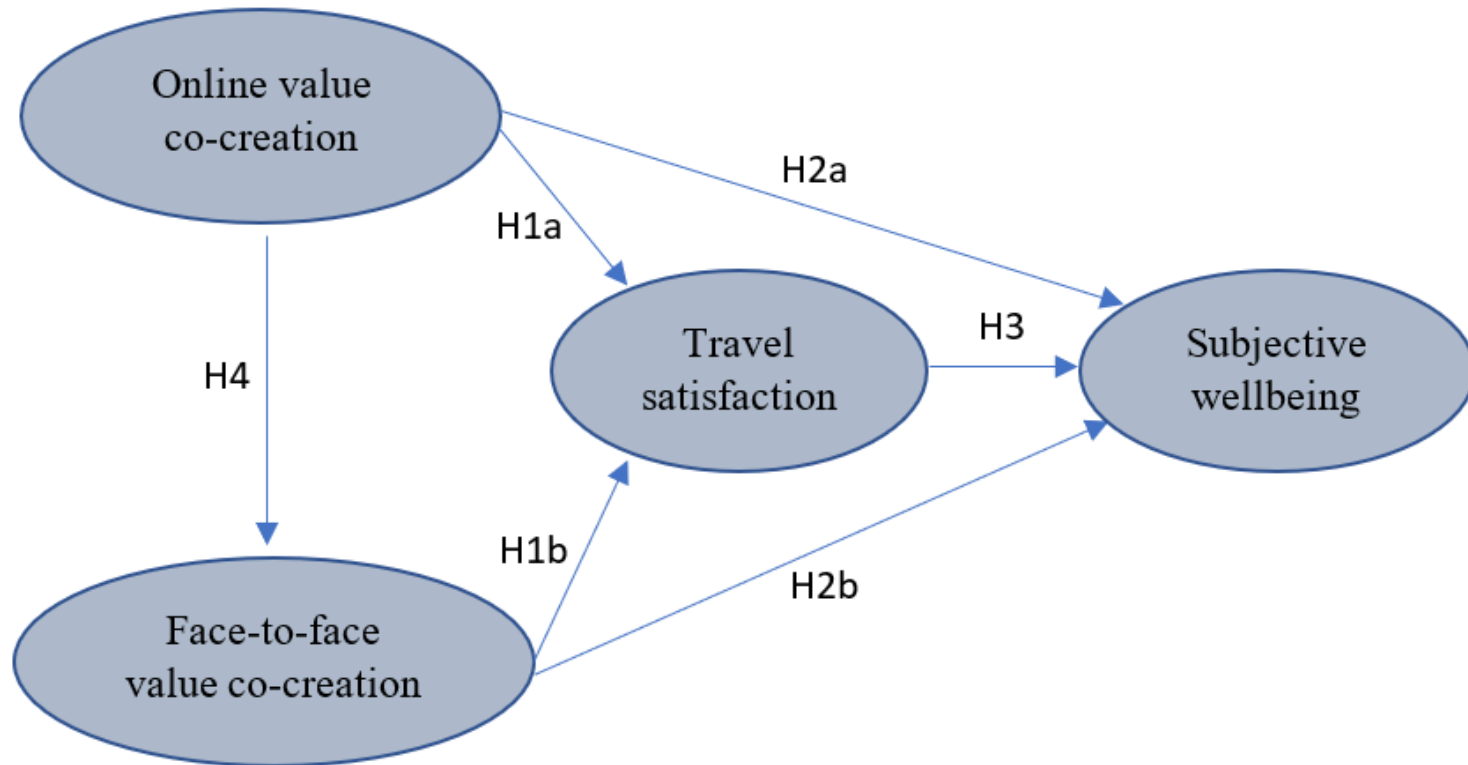 Online value
co-creation
H2a
H1a
Travel
satisfaction
H3
Subjective
wellbeing
H4
H1b
H2b
Face-to-face
value co-creation